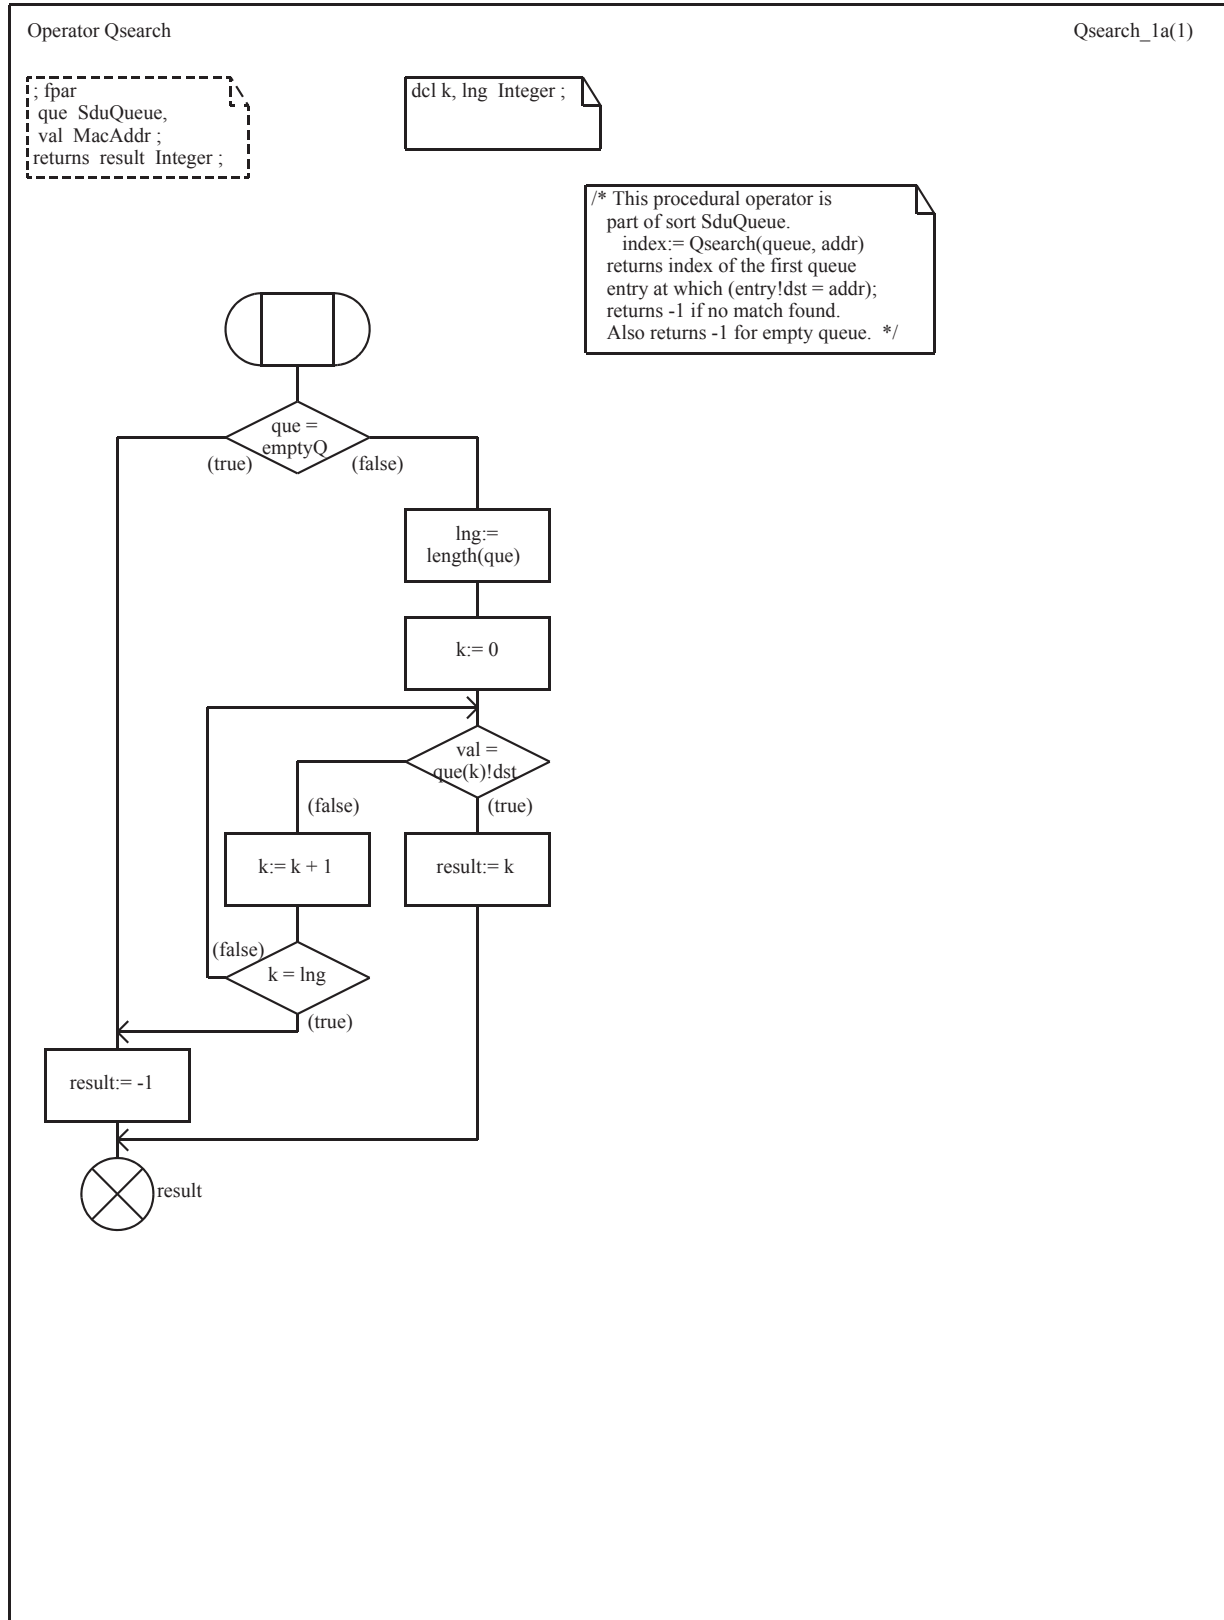 Operator Qsearch
Qsearch_1a(1)
; fpar
que SduQueue,
val MacAddr ;
returns result Integer ;
dcl k, lng Integer ;
/* This procedural operator is
part of sort SduQueue.
index:= Qsearch(queue, addr)
returns index of the first queue
entry at which (entry!dst = addr);
returns -1 if no match found.
Also returns -1 for empty queue. */
que =
emptyQ
(true)
(false)
lng:=
length(que)
k:= 0
val =
que(k)!dst
(false)
(true)
k:= k + 1
result:= k
(false)
k = lng
(true)
result:= -1
result